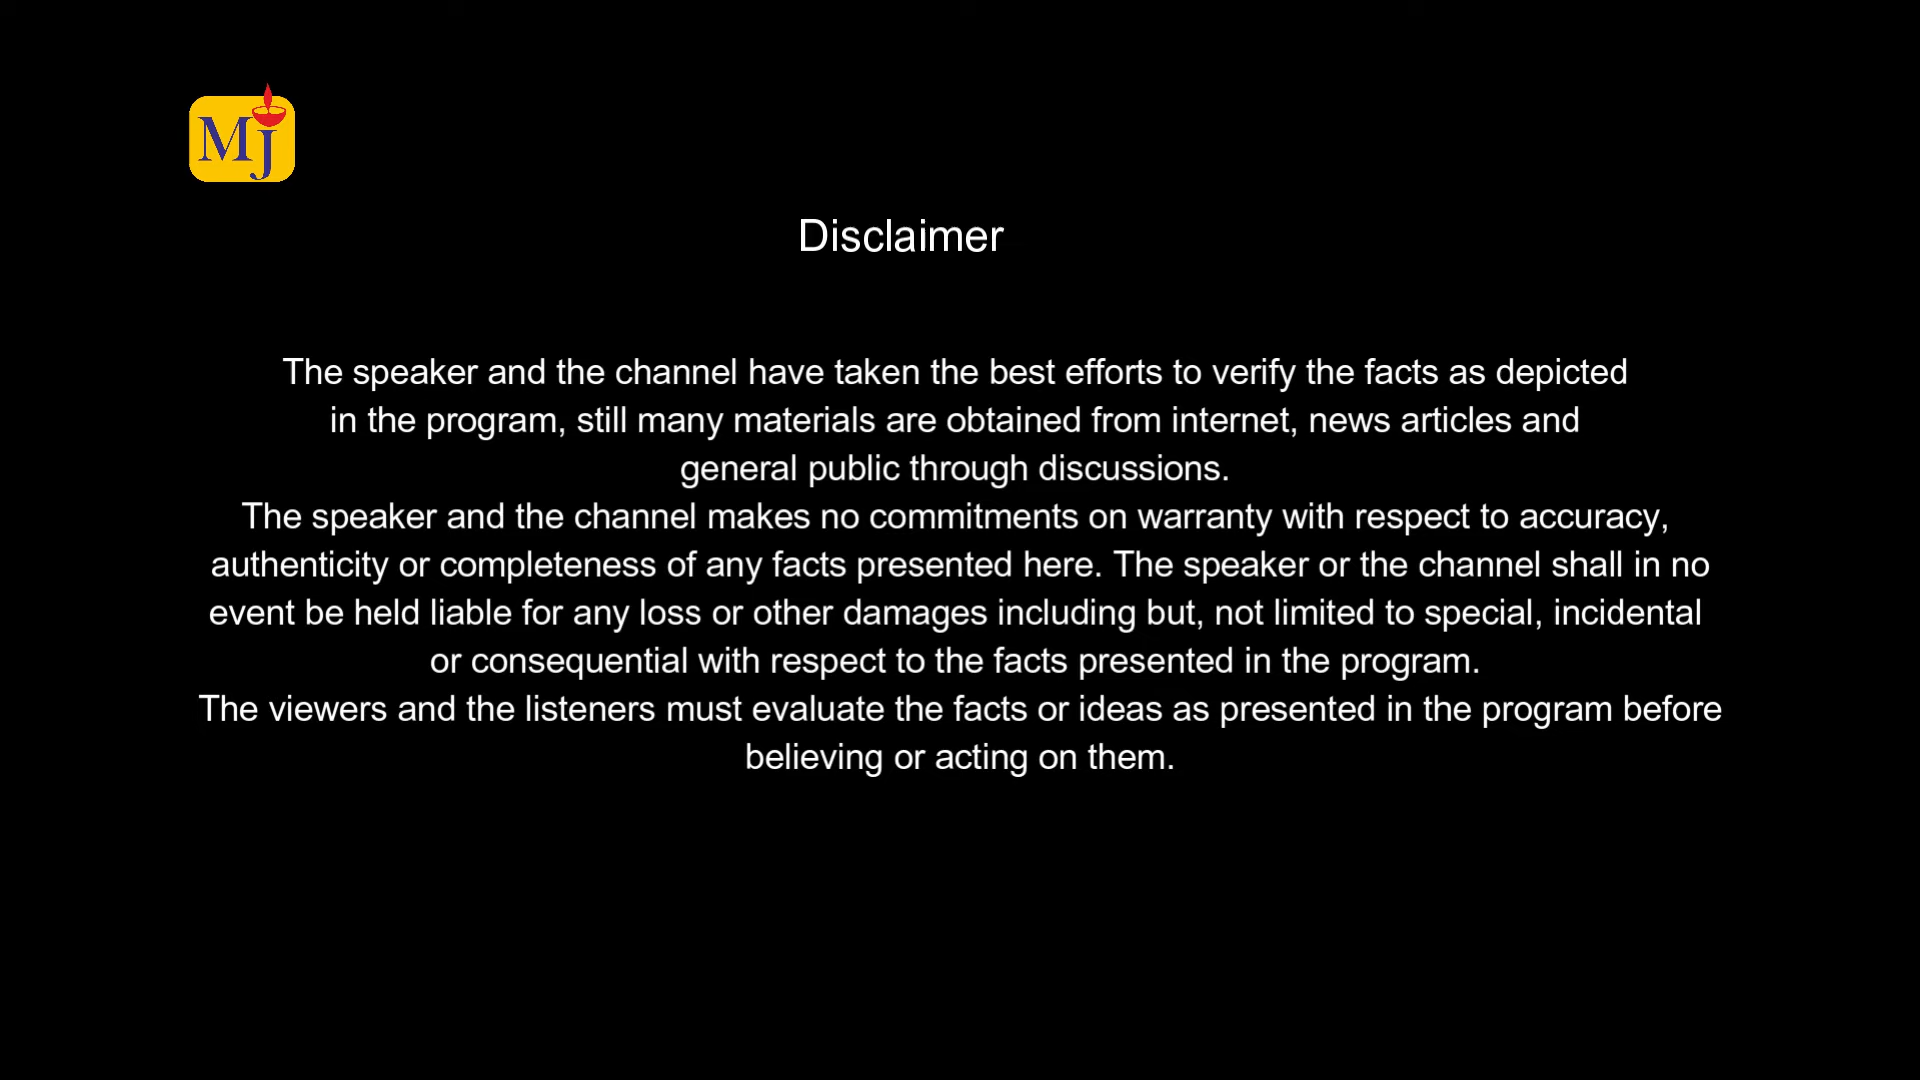 MJ
Disclaimer
The speaker and the channel have taken the best efforts to verify the facts as depicted
in the program, still many materials are obtained from internet, news articles and
general public through discussions.
The speaker and the channel makes no commitments on warranty with respect to accuracy,
authenticity or completeness of any facts presented here. The speaker or the channel shall in no
event be held liable for any loss or other damages including but, not limited to special, incidental
or consequential with respect to the facts presented in the program.
The viewers and the listeners must evaluate the facts or ideas as presented in the program before
believing or acting on them.